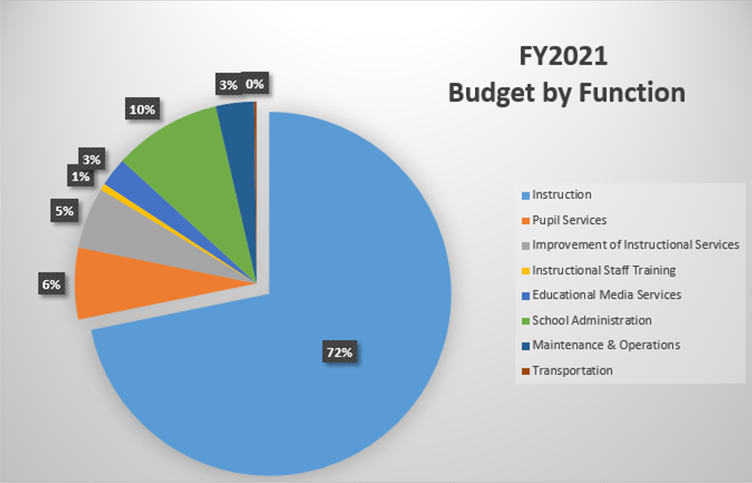 FY2021
Budget by Function
3% 0%
10%
3%
1%
5%
6%
72%
Instruction
Pupil Services
Improvement of Instructional Services
Instructional Staff Training
Educational Media Services
School Administration
Maintenance & Operations
Transportation